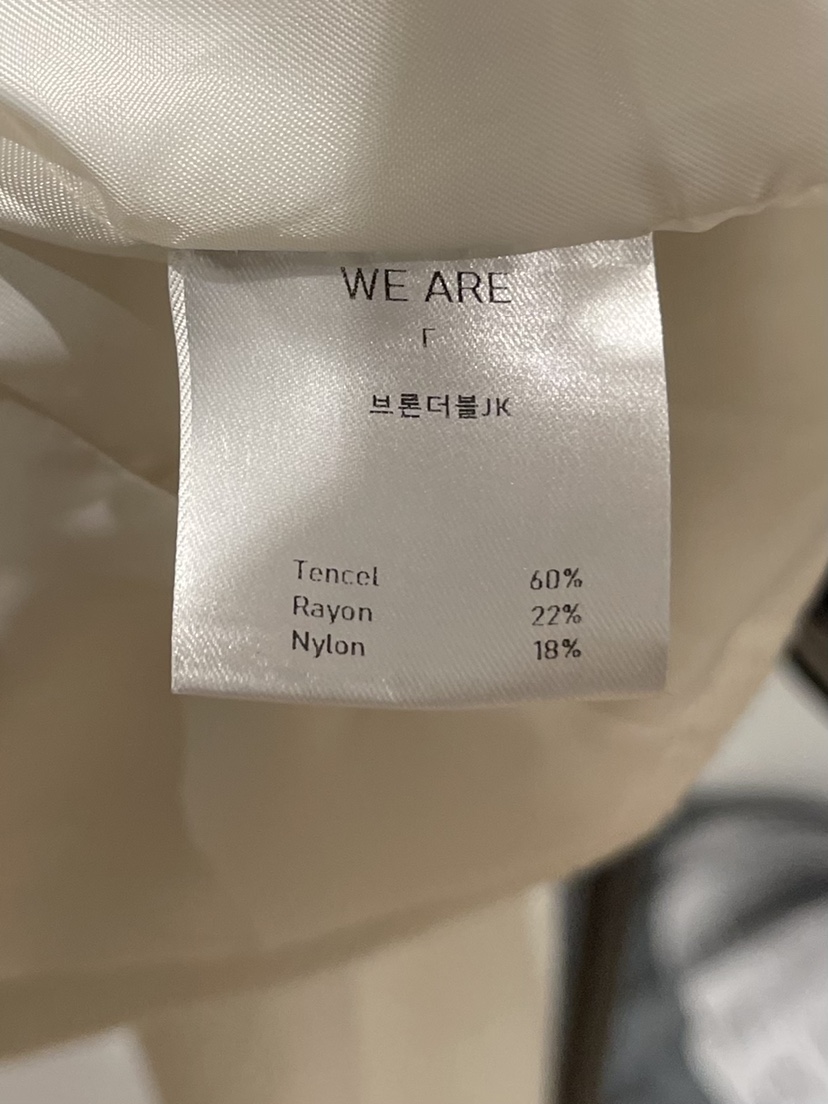 WE ARE
브론더블JK
Tencel 60%
Rayon 22%
Nylon 18%